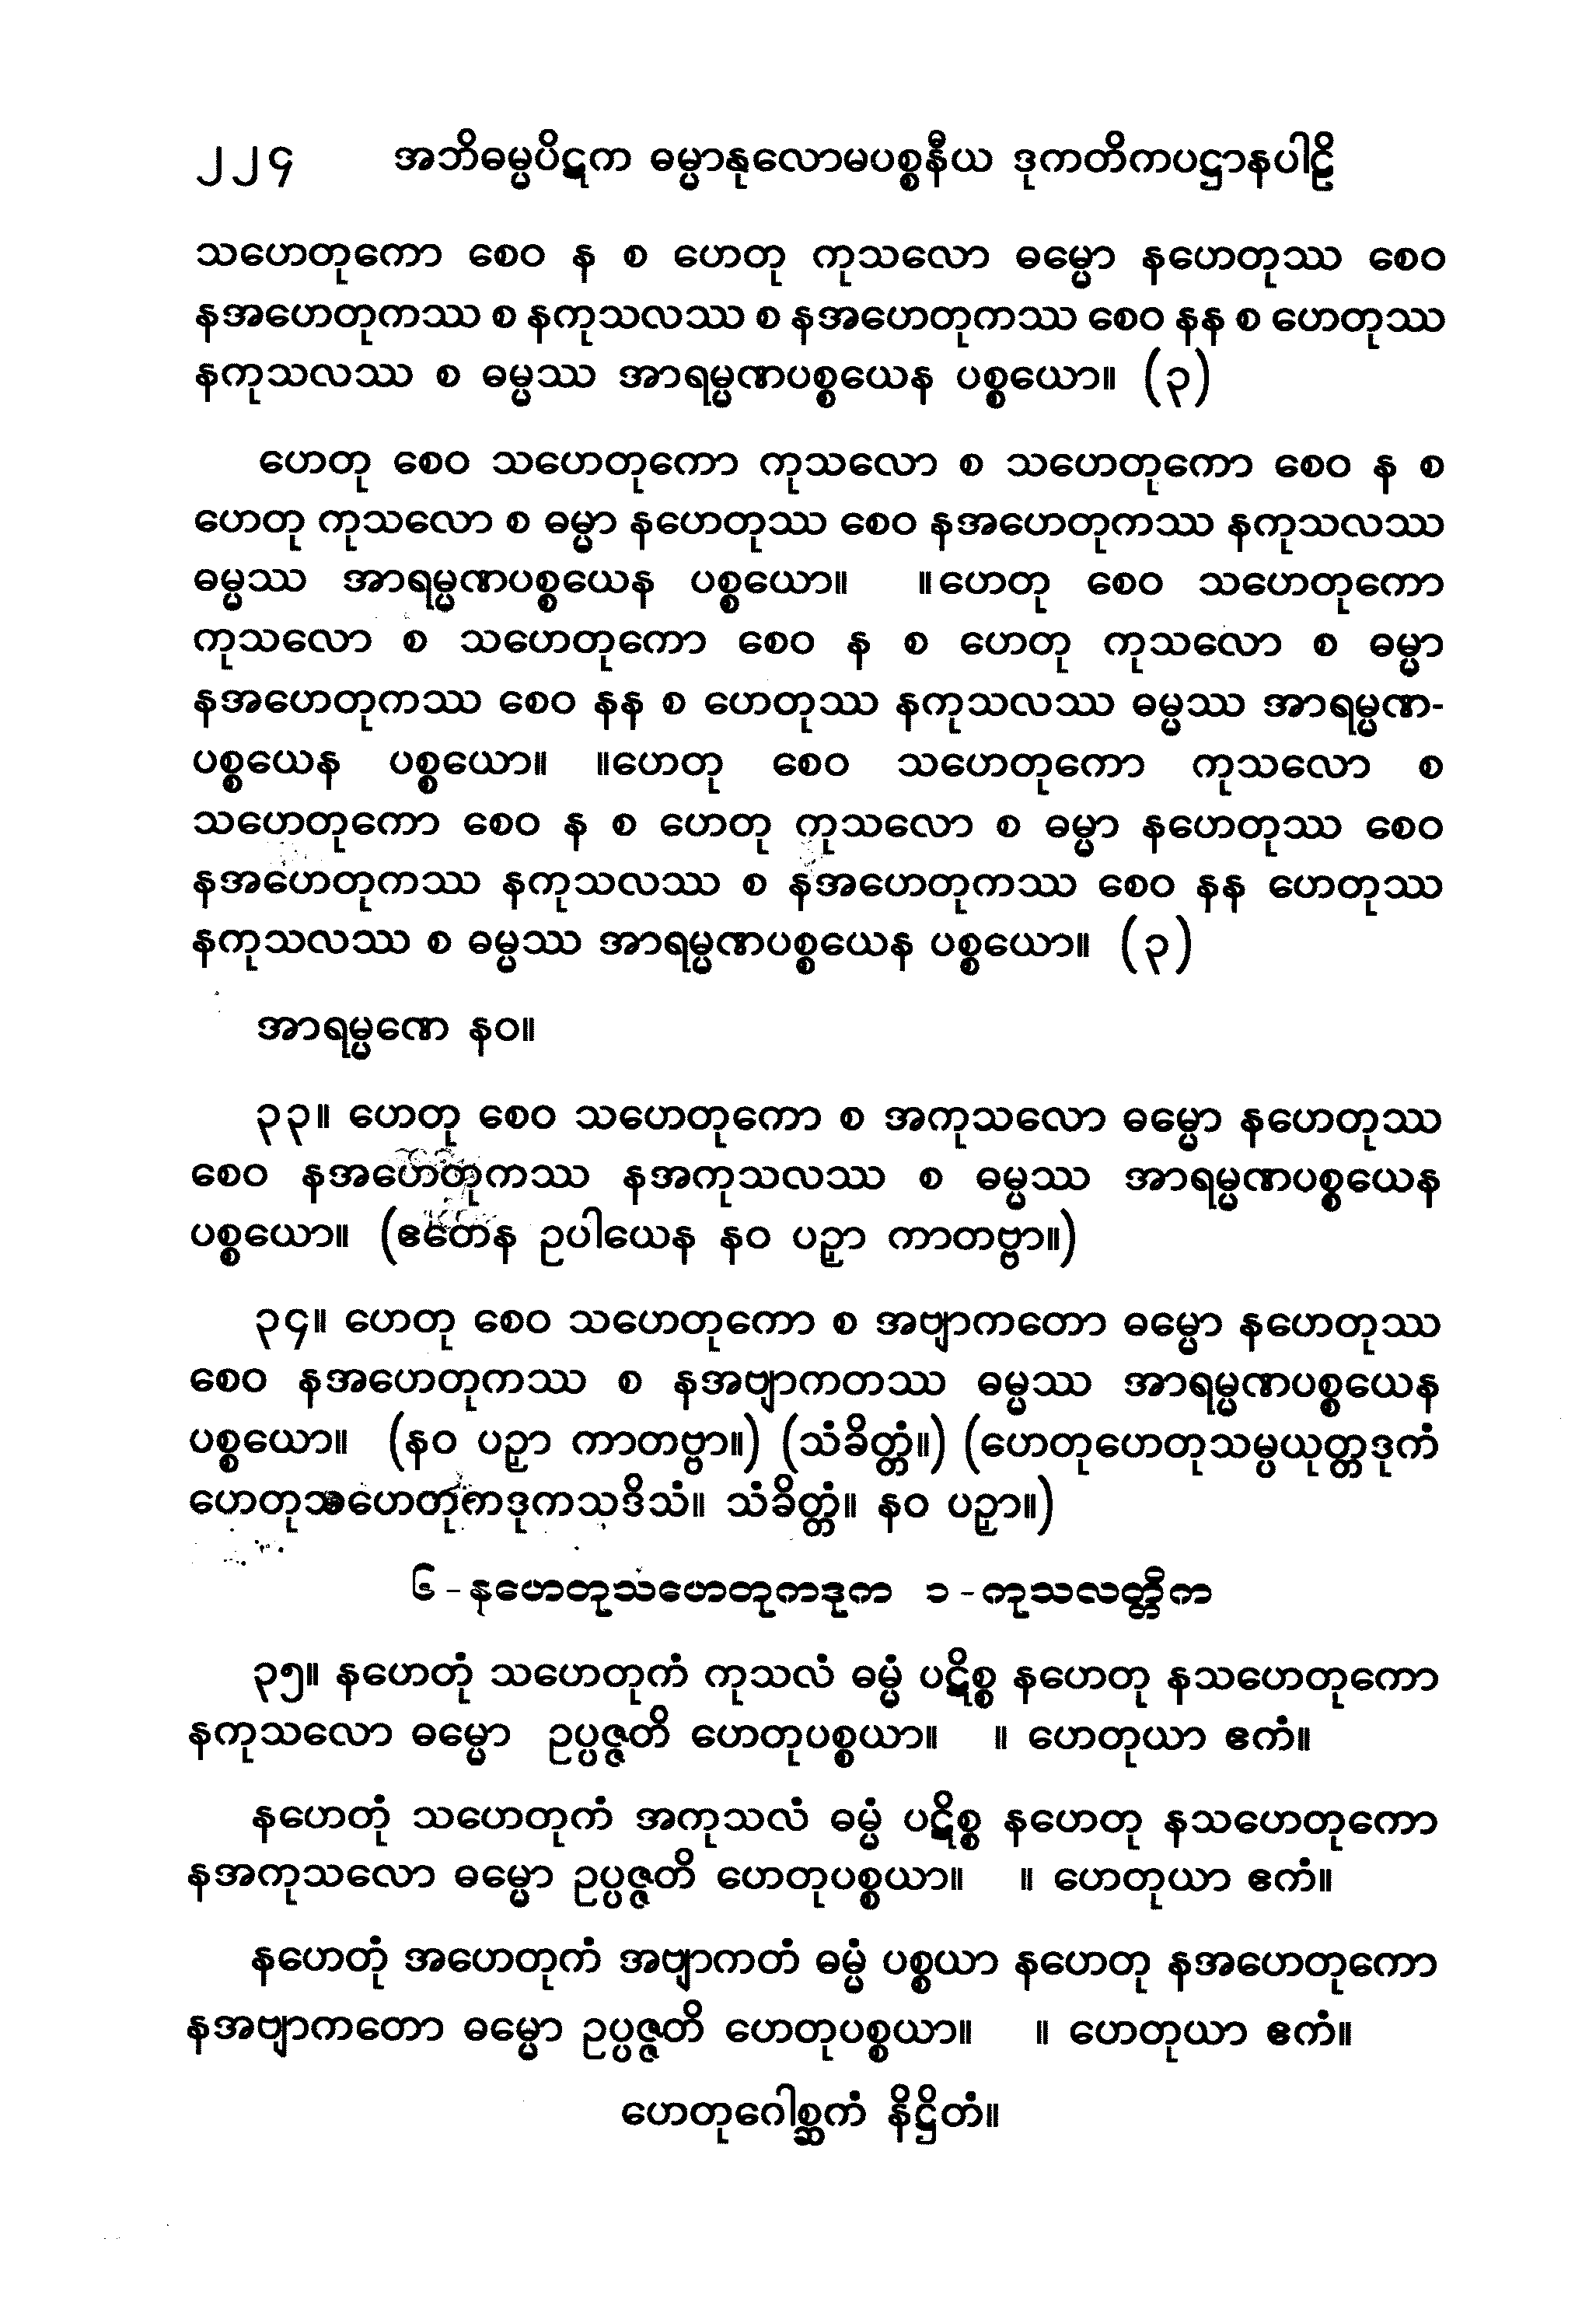 ၂၂၄ အဘိဓမ္မပိဋက ဓမ္မာနုလောမပစ္စနီယ ဒုကတိကပဋ္ဌာနပါဠိ
သဟေတုကော စေဝ န စ ဟေတု ကုသလော ဓမ္မော နဟေတုဿ စေဝ
နအဟေတုကဿ စ နကုသလဿ စ နအဟေတုကဿ စေဝ နန စ ဟေတုဿ
နကုသလဿ စ ဓမ္မဿ အာရမ္မဏပစ္စယေန ပစ္စယော။ (၃)
ဟေတု စေဝ သဟေတုကော ကုသလော စ သဟေတုကော စေဝ န စ
ဟေတု ကုသလော စ ဓမ္မာ နဟေတုဿ စေဝ နအဟေတုကဿ နကုသလဿ
ဓမ္မဿ အာရမ္မဏပစ္စယေန ပစ္စယော။ ။ဟေတု စေဝ သဟေတုကော
ကုသလော စ သဟေတုကော စေဝ န စ ဟေတု ကုသလော စ ဓမ္မာ
နအဟေတုကဿ စေဝ နန စ ဟေတုဿ နကုသလဿ ဓမ္မဿ အာရမ္မဏ-
ပစ္စယေန ပစ္စယော။ ။ဟေတု စေဝ သဟေတုကော ကုသလော စ
သဟေတုကော စေဝ န စ ဟေတု ကုသလော စ ဓမ္မာ နဟေတုဿ စေဝ
နအဟေတုကဿ နကုသလဿ စ နအဟေတုကဿ စေဝ နန ဟေတုဿ
နကုသလဿ စ ဓမ္မဿ အာရမ္မဏပစ္စယေန ပစ္စယော။ (၃)
အာရမ္မဏေ နဝ။
၃၃။ ဟေတု စေဝ သဟေတုကော စ အကုသလော ဓမ္မော နဟေတုဿ
စေဝ နအဟေတုကဿ နအကုသလဿ စ ဓမ္မဿ အာရမ္မဏပစ္စယေန
ပစ္စယော။ (ဧတေန ဥပါယေန နဝ ပဉှာ ကာတဗ္ဗာ။)
၃၄။ ဟေတု စေဝ သဟေတုကော စ အဗျာကတော ဓမ္မော နဟေတုဿ
စေဝ နအဟေတုကဿ စ နအဗျာကတဿ ဓမ္မဿ အာရမ္မဏပစ္စယေန
ပစ္စယော။ (နဝ ပဉှာ ကာတဗ္ဗာ။) (သံခိတ္တံ။) (ဟေတုဟေတုသမ္ပယုတ္တဒုကံ
ဟေတုသဟေတုကဒုကသဒိသံ။ သံခိတ္တံ။ နဝ ပဉှာ။)
၆-နဟေတုသဟေတုကဒုက ၁-ကုသလတ္တိက
၃၅။ နဟေတုံ သဟေတုကံ ကုသလံ ဓမ္မံ ပဋိစ္စ နဟေတု နသဟေတုကော
နကုသလော ဓမ္မော ဥပ္ပဇ္ဇတိ ဟေတုပစ္စယာ။ ။ ဟေတုယာ ဧကံ။
နဟေတုံ သဟေတုကံ အကုသလံ ဓမ္မံ ပဋိစ္စ နဟေတု နသဟေတုကော
နအကုသလော ဓမ္မော ဥပ္ပဇ္ဇတိ ဟေတုပစ္စယာ။ ။ ဟေတုယာ ဧကံ။
နဟေတုံ အဟေတုကံ အဗျာကတံ ဓမ္မံ ပစ္စယာ နဟေတု နအဟေတုကော
နအဗျာကတော ဓမ္မော ဥပ္ပဇ္ဇတိ ဟေတုပစ္စယာ။ ။ ဟေတုယာ ဧကံ။
ဟေတုဂေါစ္ဆကံ နိဋ္ဌိတံ။